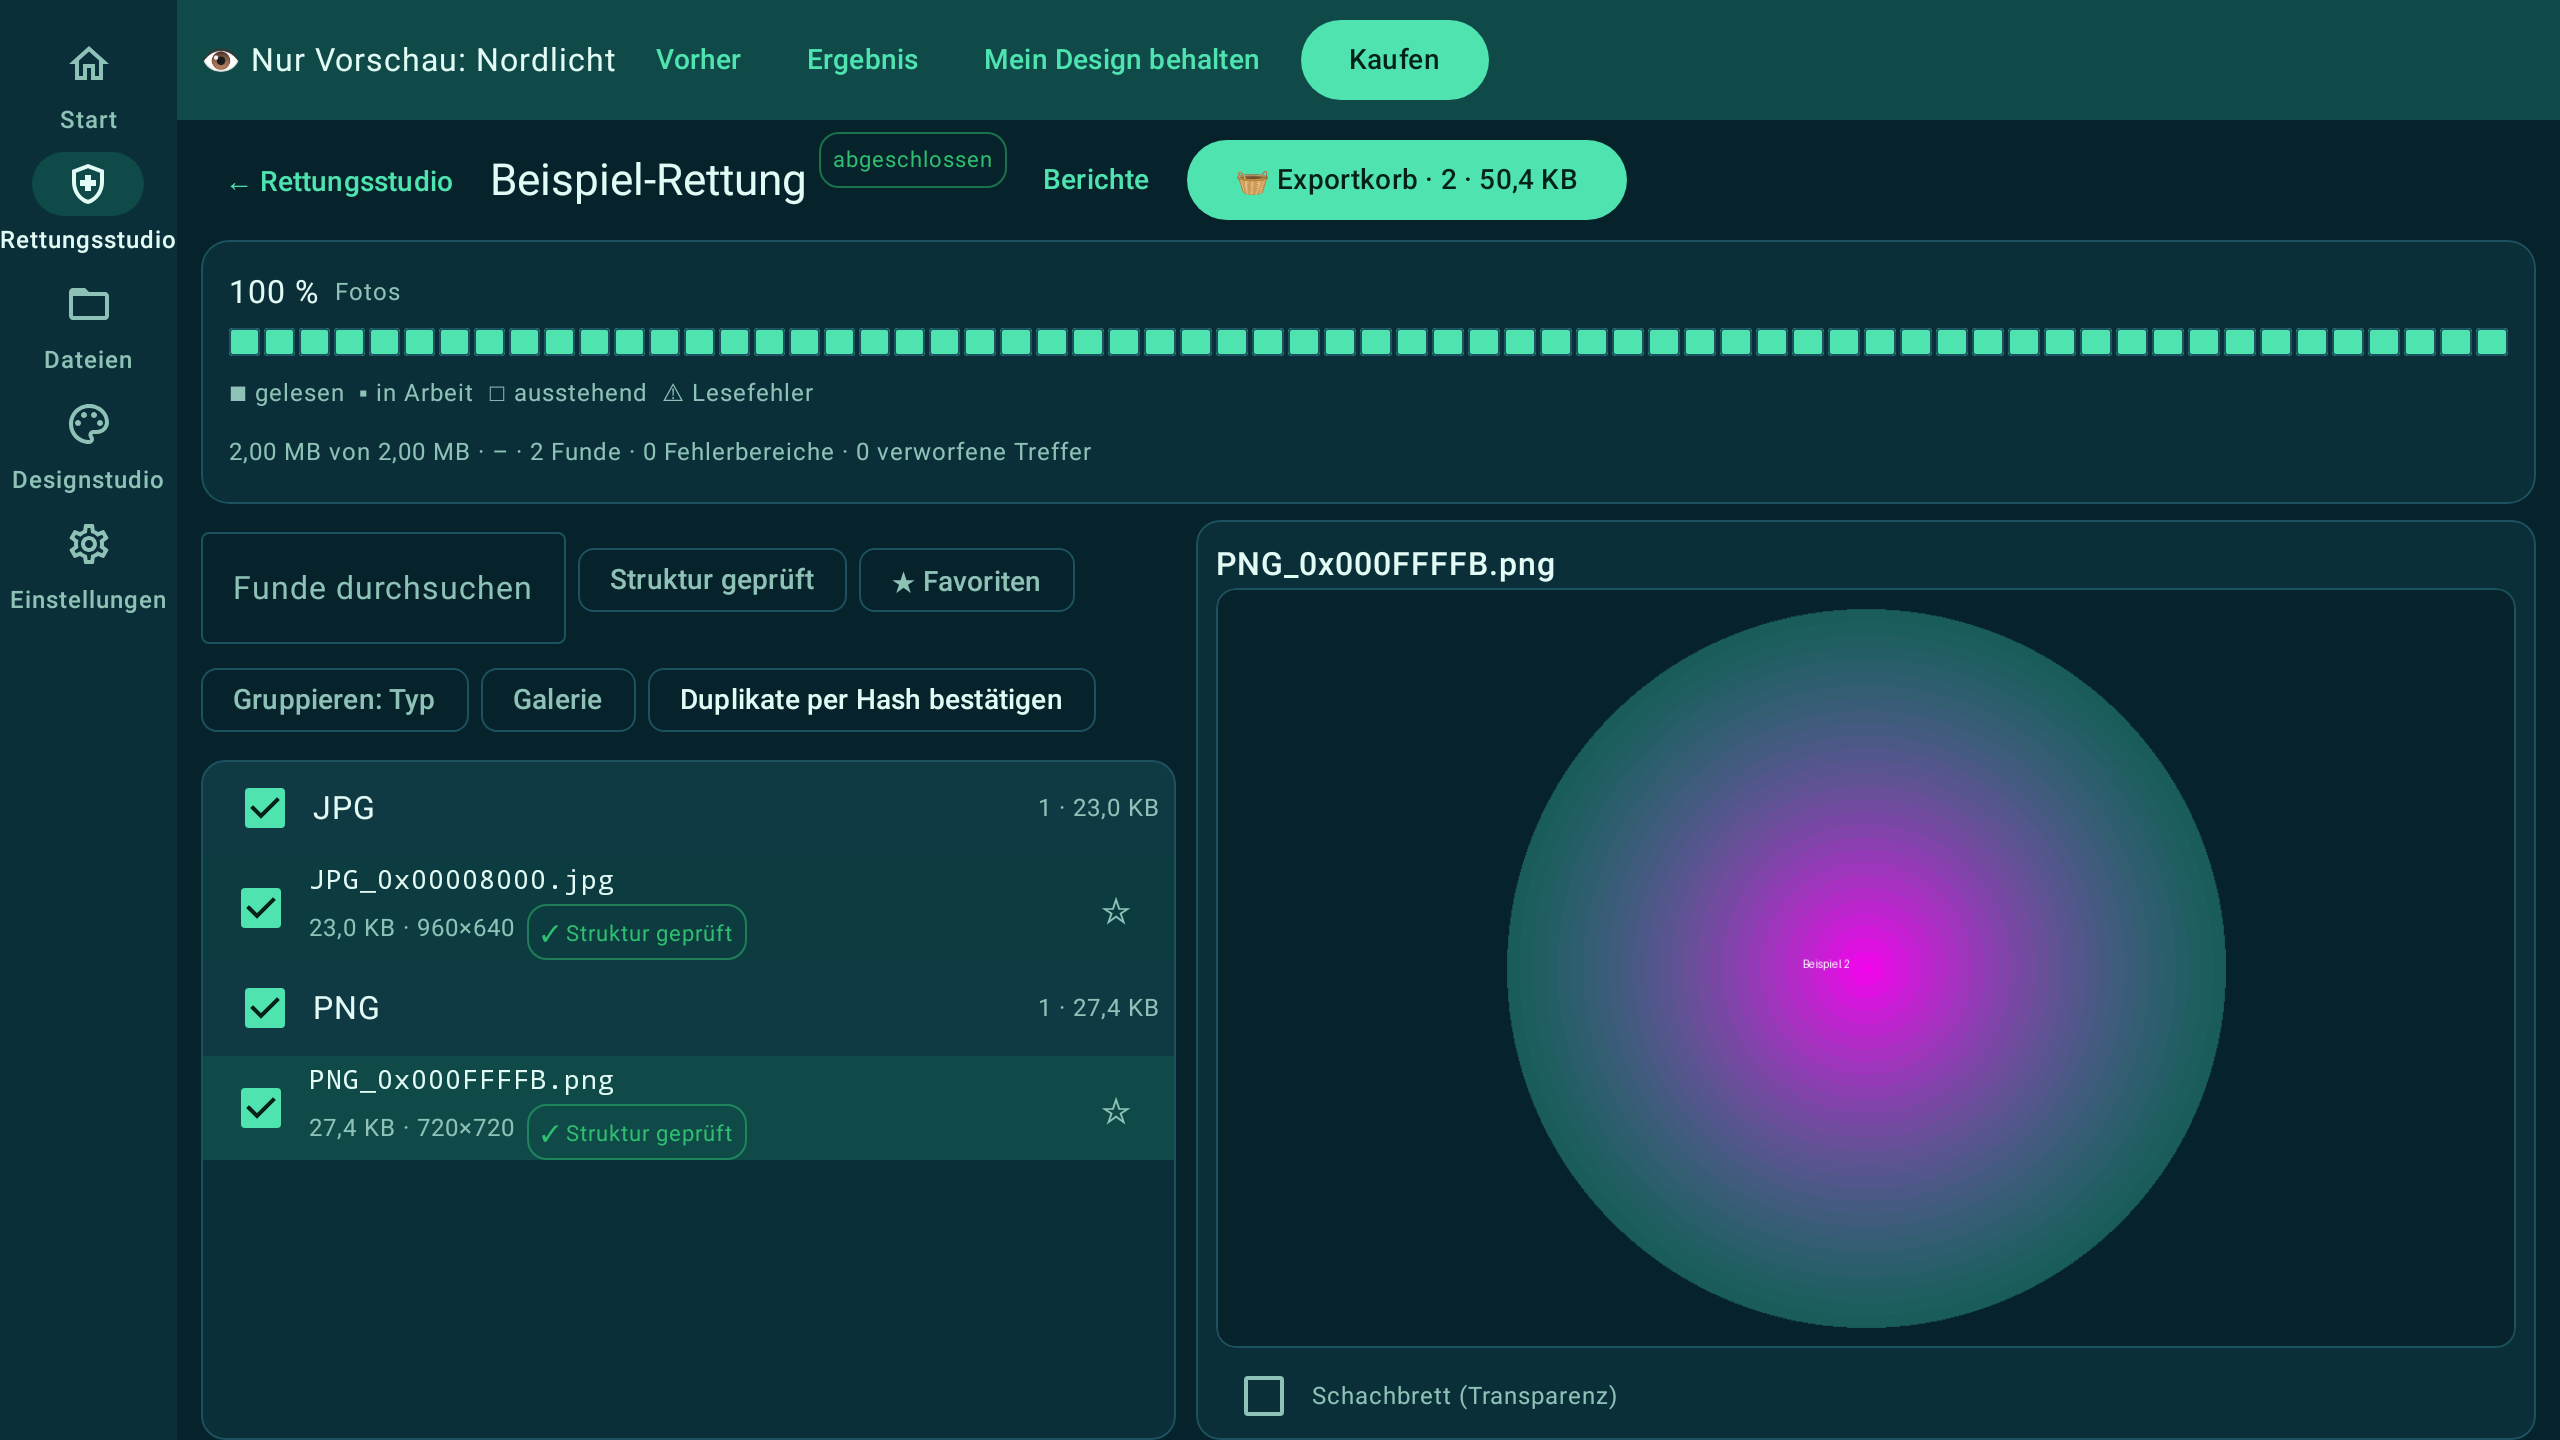 Start
Rettungsstudio
Dateien
Designstudio
Einstellungen
Nur Vorschau: Nordlicht Vorher Ergebnis Mein Design behalten Kaufen
← Rettungsstudio Beispiel-Rettung abgeschlossen Berichte Exportkorb · 2 · 50,4 KB
100 % Fotos
■ gelesen ▪ in Arbeit □ ausstehend ⚠ Lesefehler
2,00 MB von 2,00 MB · – · 2 Funde · 0 Fehlerbereiche · 0 verworfene Treffer
Funde durchsuchen Struktur geprüft ★ Favoriten
Gruppieren: Typ Galerie Duplikate per Hash bestätigen
JPG 1 · 23,0 KB
JPG_0x00008000.jpg
23,0 KB · 960×640 ✓ Struktur geprüft
PNG 1 · 27,4 KB
PNG_0x000FFFFB.png
27,4 KB · 720×720 ✓ Struktur geprüft
PNG_0x000FFFFB.png
Beispiel 2
Schachbrett (Transparenz)